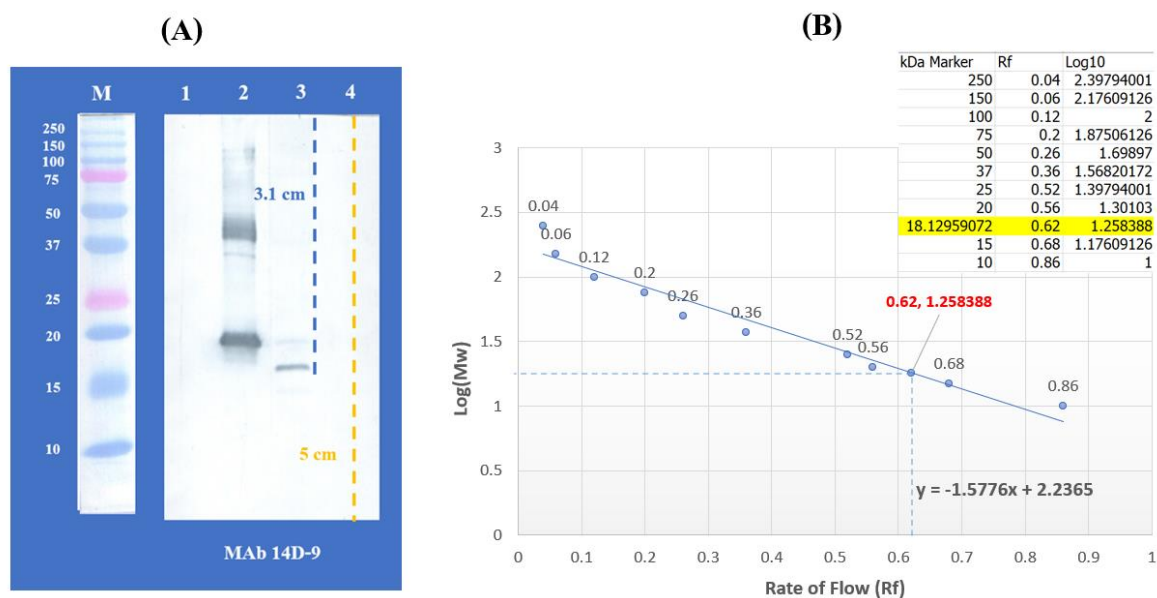 (A)
M 1 2 3 4
250
150
100
75
50
37
25
20
15
10
3.1 cm
5 cm
MAb 14D-9
(B)
kDa Marker Rf Log10
250 0.04 2.39794001
150 0.06 2.17609126
100 0.12 2
75 0.2 1.87506126
50 0.26 1.69897
37 0.36 1.56820172
25 0.52 1.39794001
20 0.56 1.30103
18.12959072 0.62 1.258388
15 0.68 1.17609126
10 0.86 1
Log(Mw)
3
2.5
2
1.5
1
0.5
0
0.04
0.06
0.12
0.2
0.26
0.36
0.52
0.56
0.62, 1.258388
0.62
0.68
0.86
y = -1.5776x + 2.2365
0 0.1 0.2 0.3 0.4 0.5 0.6 0.7 0.8 0.9 1
Rate of Flow (Rf)